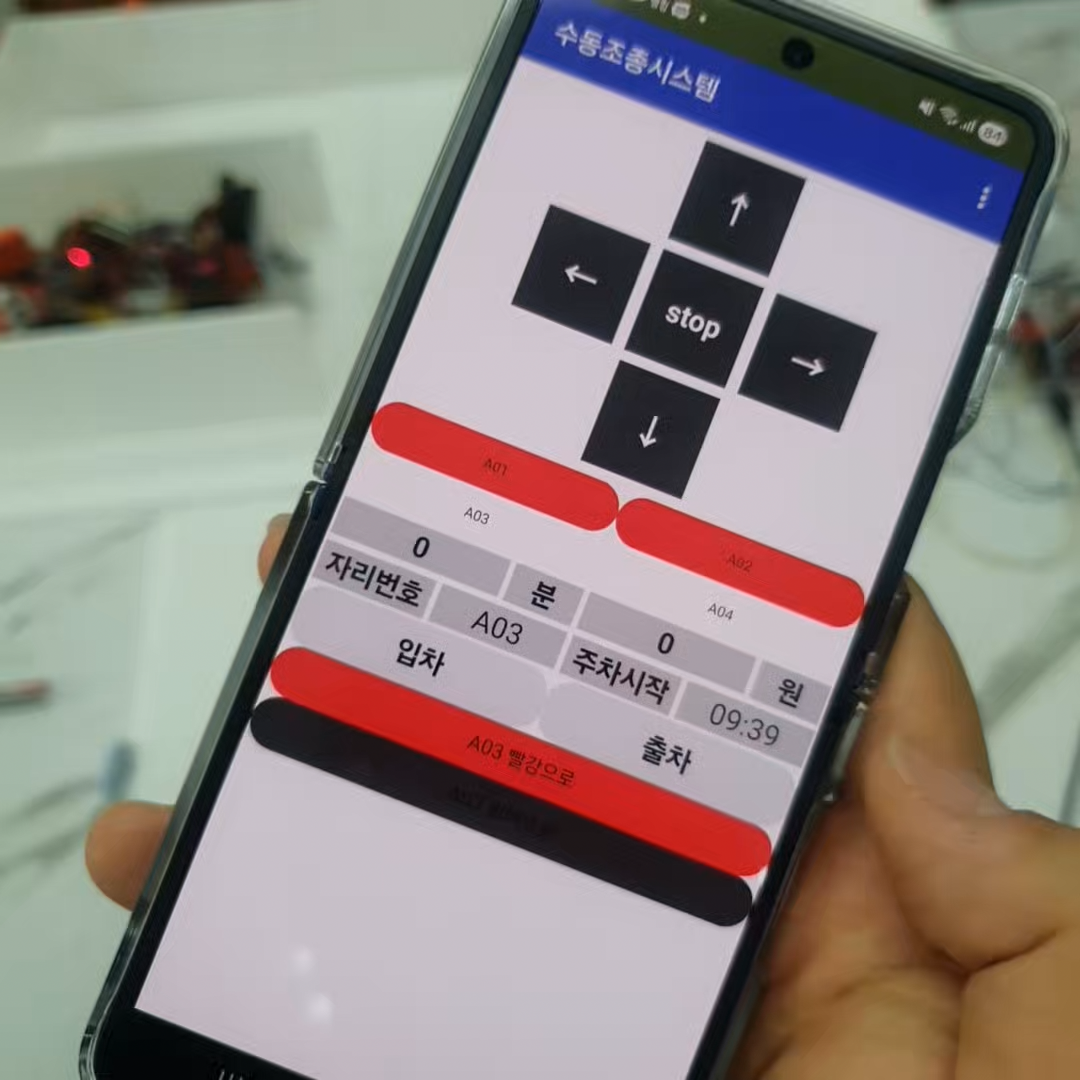 84
수동조종시스템
↑
← stop →
↓
A01 A02
A03 A04
0 분 0 원
자리번호 A03 주차시작 09:39
입차 출차
A03 빨강으로